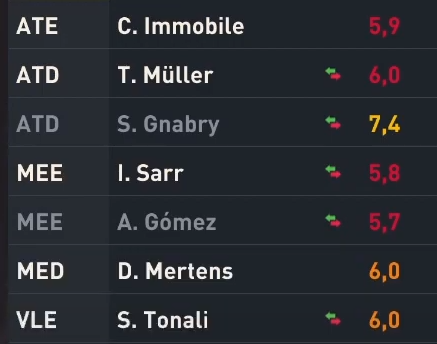 ATE C. Immobile 5,9
ATD T. Müller 6,0
ATD S. Gnabry 7,4
MEE I. Sarr 5,8
MEE A. Gómez 5,7
MED D. Mertens 6,0
VLE S. Tonali 6,0